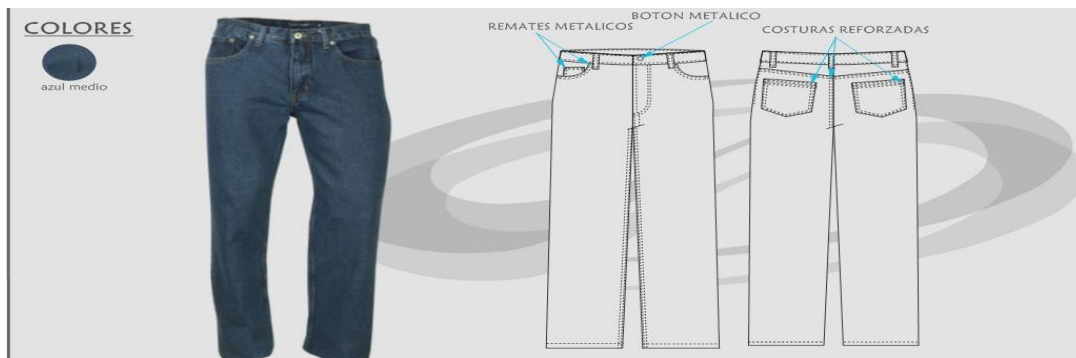 COLORES
azul medio
REMATES METALICOS
BOTON METALICO
COSTURAS REFORZADAS